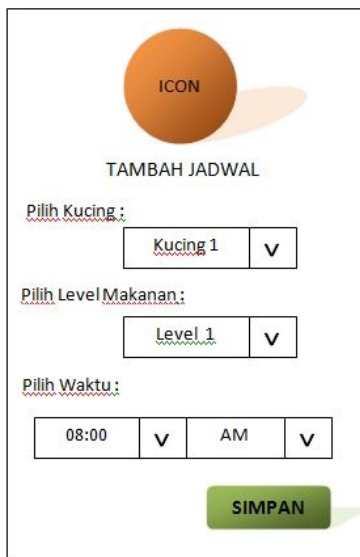 ICON
TAMBAH JADWAL
Pilih Kucing :
Kucing 1 V
Pilih Level Makanan :
Level 1 V
Pilih Waktu :
08:00 V AM V
SIMPAN